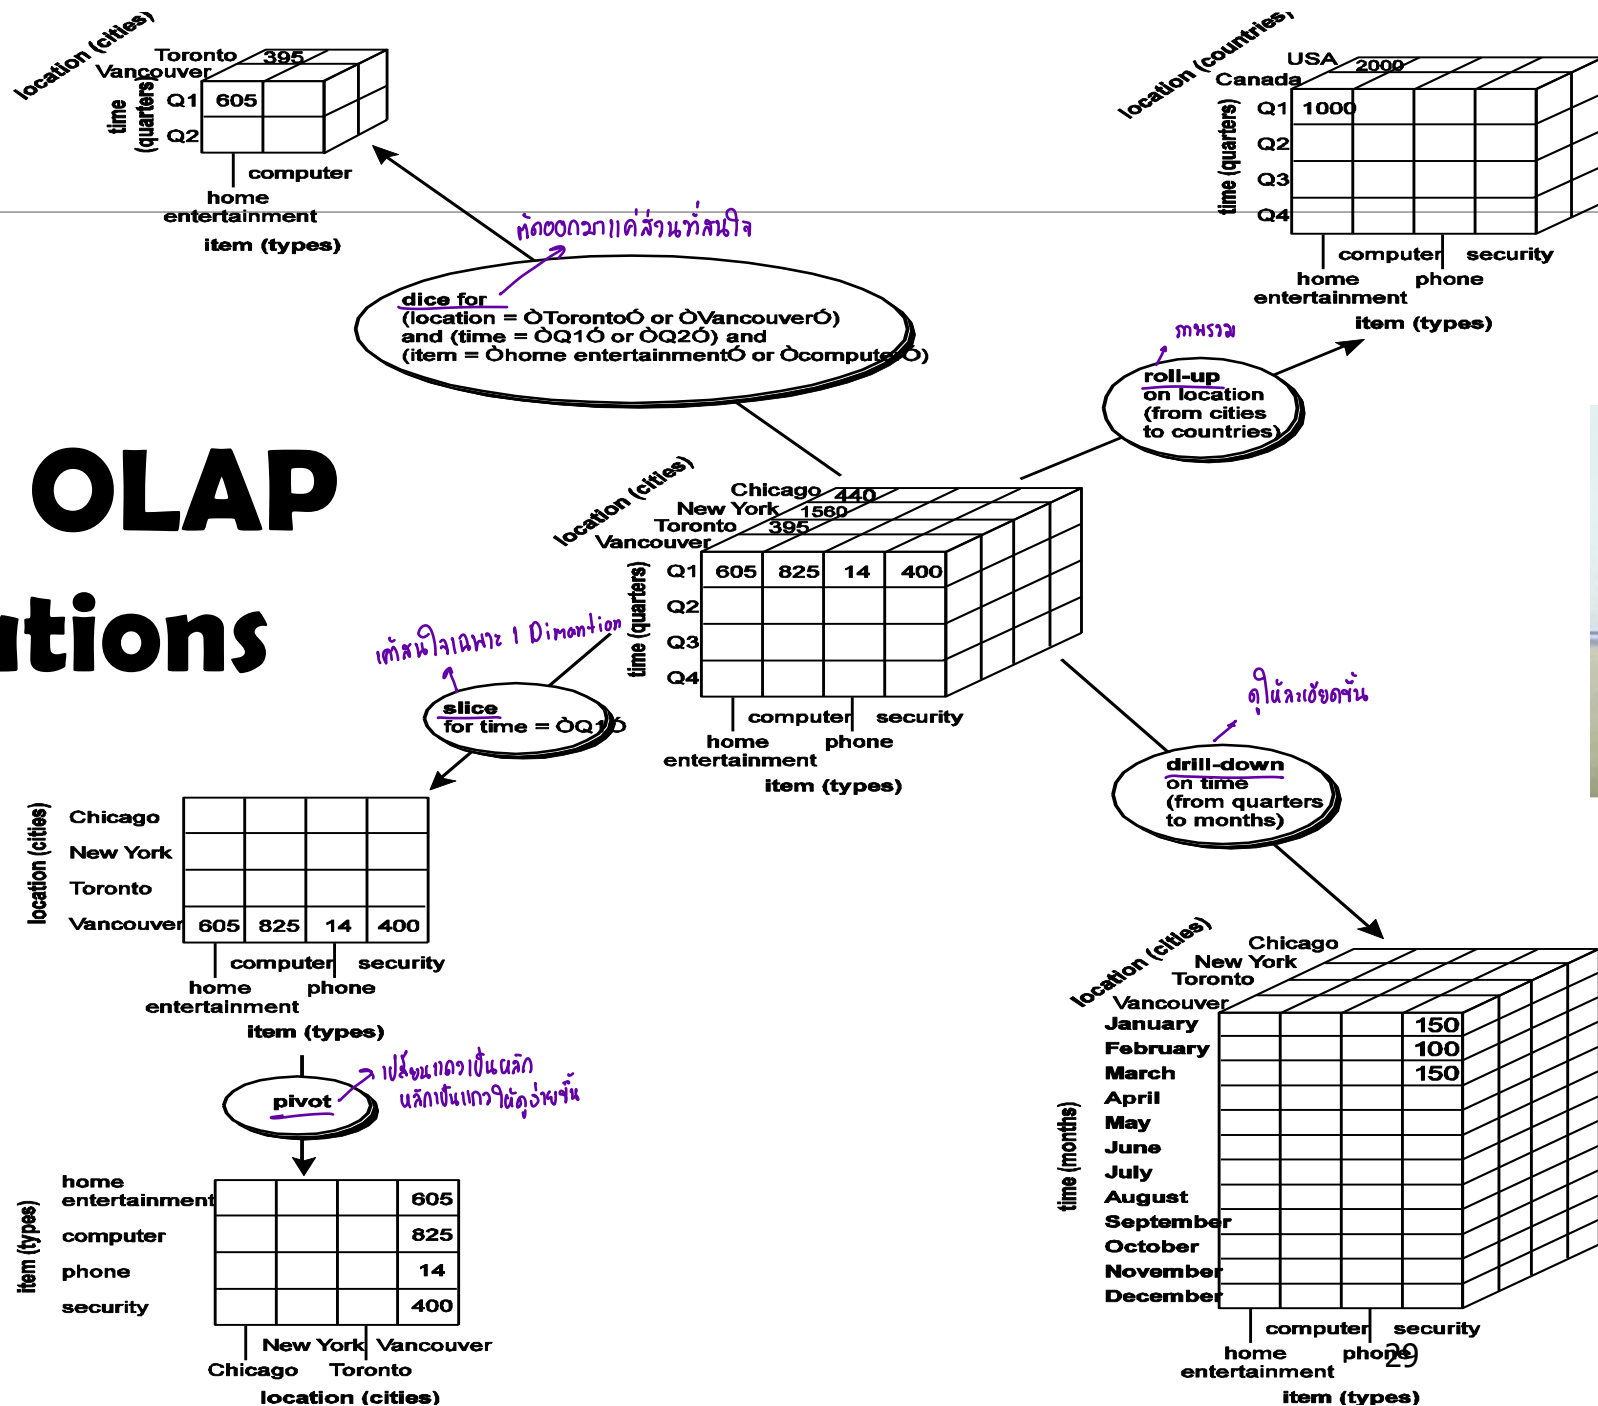 location (cities)
Toronto 395
Vancouver
time (quarters)
Q1 605
Q2
computer
home
entertainment
item (types)
location (countries)
USA 2000
Canada
time (quarters)
Q1 1000
Q2
Q3
Q4
computer security
home phone
entertainment
item (types)
ตัดออกมาแค่ส่วนที่สนใจ
dice for
(location = ÒTorontoÓ or ÒVancouverÓ)
and (time = ÒQ1Ó or ÒQ2Ó) and
(item = Òhome entertainmentÓ or ÒcomputerÓ)
ภาพรวม
roll-up
on location
(from cities
to countries)
OLAP
ations
location (cities)
Chicago 440
New York 1560
Toronto 395
Vancouver
time (quarters)
Q1 605 825 14 400
Q2
Q3
Q4
computer security
home phone
entertainment
item (types)
สนใจเฉพาะ 1 Dimantion
slice
for time = ÒQ1Ó
ดูให้ละเอียดขึ้น
drill-down
on time
(from quarters
to months)
location (cities)
Chicago
New York
Toronto
Vancouver 605 825 14 400
computer security
home phone
entertainment
item (types)
เปลี่ยนแถวเป็นหลัก
หลักเป็นแถวให้ดูง่ายขึ้น
pivot
item (types)
home
entertainment 605
computer 825
phone 14
security 400
New York Vancouver
Chicago Toronto
location (cities)
location (cities)
Chicago
New York
Toronto
Vancouver
time (months)
January 150
February 100
March 150
April
May
June
July
August
September
October
November
December
computer security
home phone
entertainment
item (types)
29